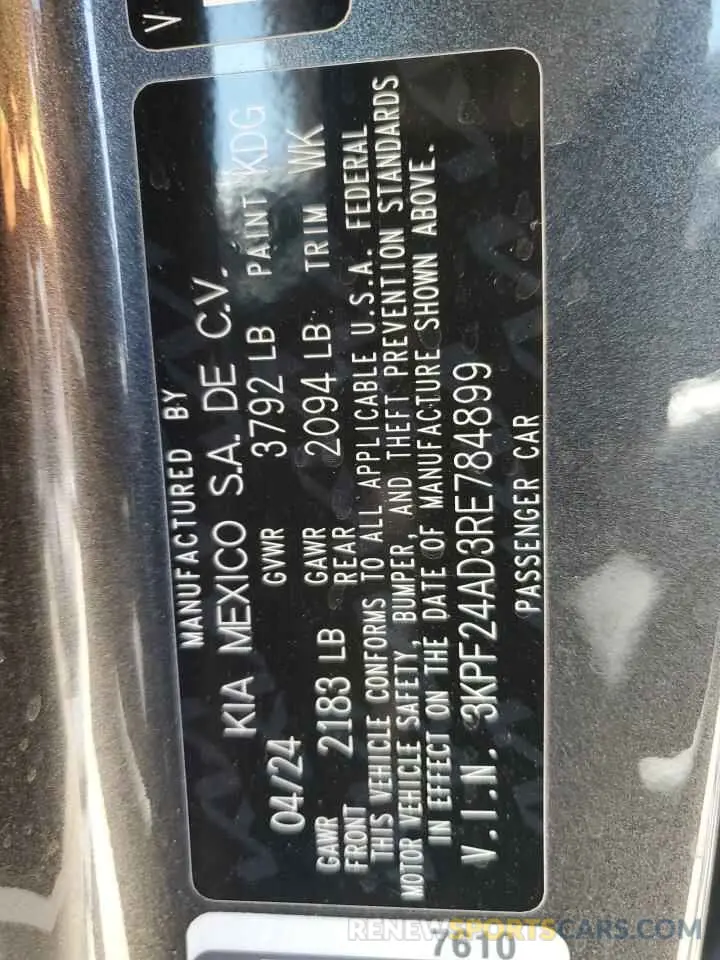 V
MANUFACTURED BY
KIA MEXICO S.A. DE C.V.
04/24 GVWR 3792 LB PAINT KDG
GAWR FRONT 2183 LB GAWR REAR 2094 LB TRIM WK
THIS VEHICLE CONFORMS TO ALL APPLICABLE U.S.A. FEDERAL
MOTOR VEHICLE SAFETY, BUMPER, AND THEFT PREVENTION STANDARDS
IN EFFECT ON THE DATE OF MANUFACTURE SHOWN ABOVE.
V.I.N. 3KPF24AD3RE784899
PASSENGER CAR
7610
RENEWSPORTSCARS.COM